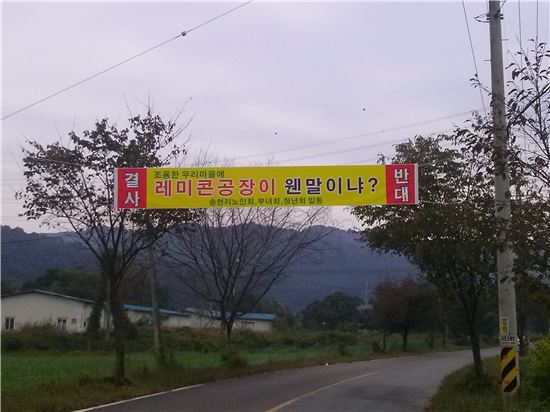 결사
조용한 우리마을에
레미콘공장이 웬말이냐?
송현리노인회,부녀회,청년회 일동
반대